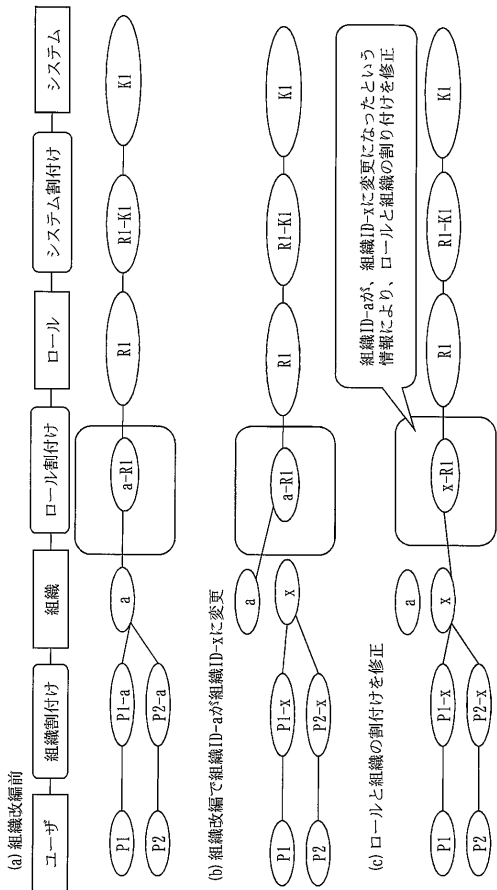 (a) 組織改編前
ユーザ 組織割付け 組織 ロール割付け ロール システム割付け システム
P1 P1-a a a-R1 R1 R1-K1 K1
P2 P2-a
(b) 組織改編で組織ID-aが組織ID-xに変更
a
P1 P1-x x a-R1 R1 R1-K1 K1
P2 P2-x
(c) ロールと組織の割付けを修正
組織ID-aが、組織ID-xに変更になったという
情報により、ロールと組織の割り付けを修正
a
P1 P1-x x x-R1 R1 R1-K1 K1
P2 P2-x